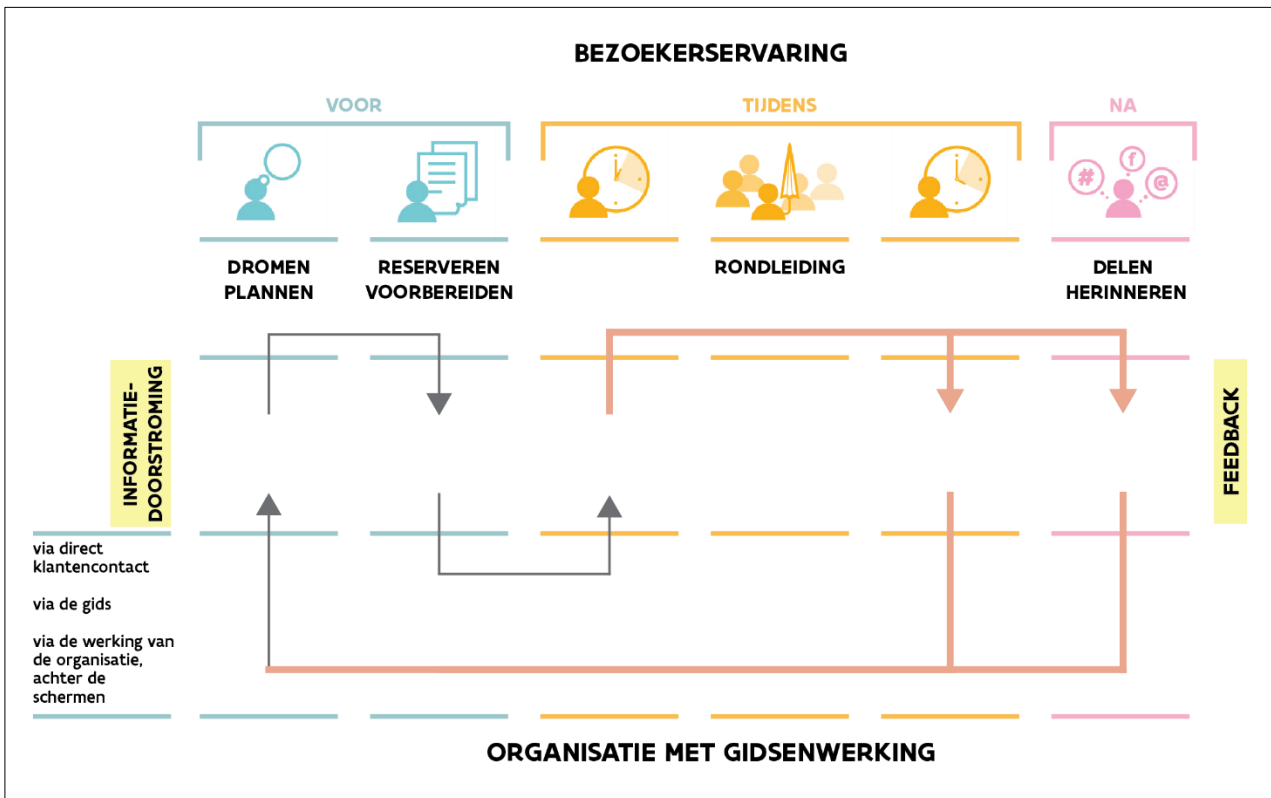 BEZOEKERSERVARING
VOOR
TIJDENS
NA
#
f
@
DROMEN
PLANNEN
RESERVEREN
VOORBEREIDEN
RONDLEIDING
DELEN
HERINNEREN
INFORMATIE-
DOORSTROMING
FEEDBACK
via direct
klantencontact
via de gids
via de werking van
de organisatie,
achter de
schermen
ORGANISATIE MET GIDSENWERKING